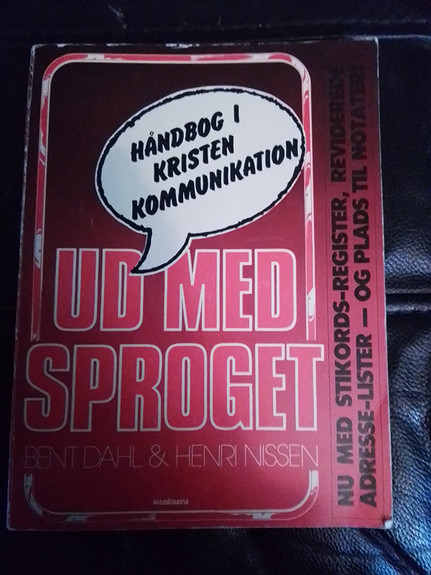 HÅNDBOG I
KRISTEN
KOMMUNIKATION
UD MED
SPROGET
BENT DAHL & HENRI NISSEN
NU MED STIKORDS-REGISTER, REVIDEREDE
ADRESSE-LISTER – OG PLADS TIL NOTATER!